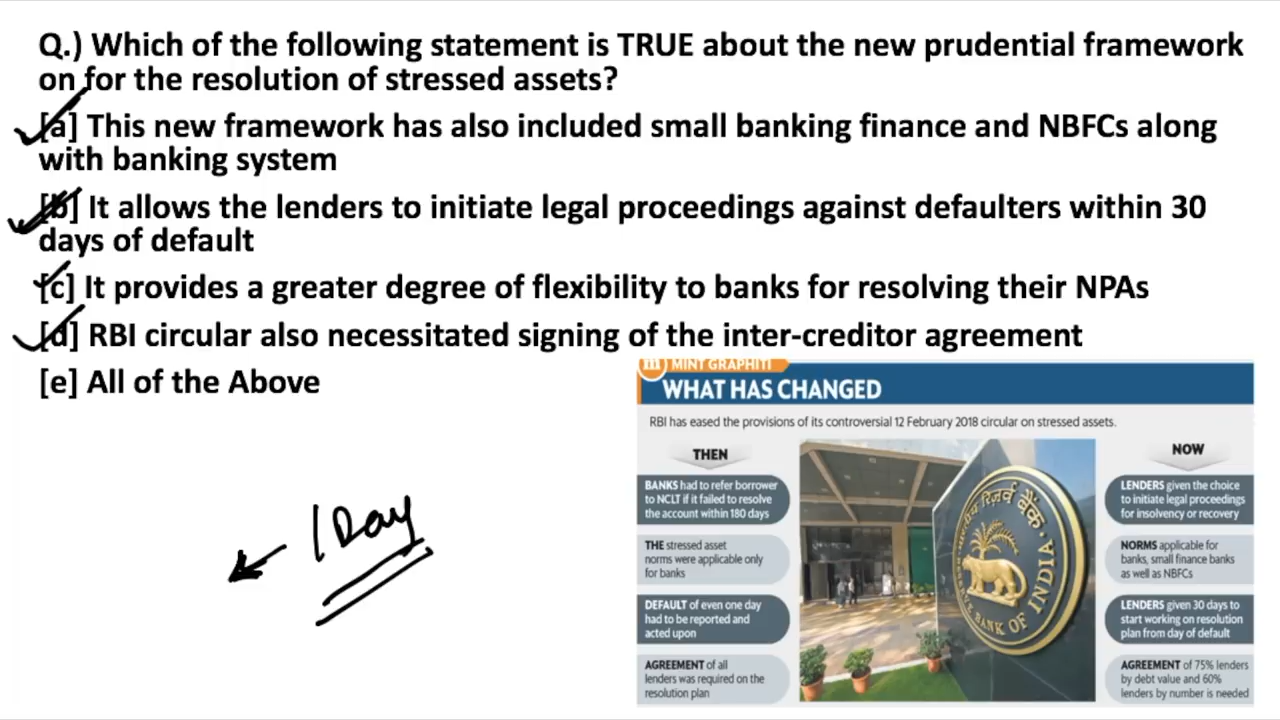 Q.) Which of the following statement is TRUE about the new prudential framework
on for the resolution of stressed assets?
[a] This new framework has also included small banking finance and NBFCs along
with banking system
[b] It allows the lenders to initiate legal proceedings against defaulters within 30
days of default
[c] It provides a greater degree of flexibility to banks for resolving their NPAs
[d] RBI circular also necessitated signing of the inter-creditor agreement
[e] All of the Above
1 Day
m MINT GRAPHITI
WHAT HAS CHANGED
RBI has eased the provisions of its controversial 12 February 2018 circular on stressed assets.
THEN
BANKS had to refer borrower
to NCLT if it failed to resolve
the account within 180 days
THE stressed asset
norms were applicable only
for banks
DEFAULT of even one day
had to be reported and
acted upon
AGREEMENT of all
lenders was required on the
resolution plan
भारतीय रिज़र्व बैंक
RESERVE BANK OF INDIA
NOW
LENDERS given the choice
to initiate legal proceedings
for insolvency or recovery
NORMS applicable for
banks, small finance banks
as well as NBFCs
LENDERS given 30 days to
start working on resolution
plan from day of default
AGREEMENT of 75% lenders
by debt value and 60%
lenders by number is needed